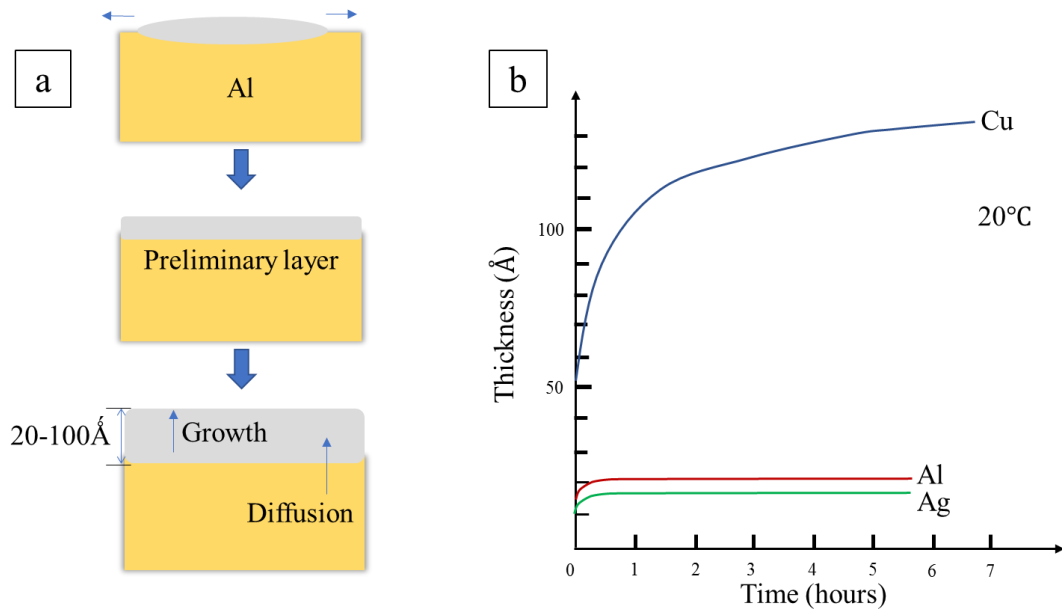 a
Al
Preliminary layer
20-100Å
Growth
Diffusion
b
Thickness (Å)
100
50
Cu
20℃
Al
Ag
0 1 2 3 4 5 6 7
Time (hours)